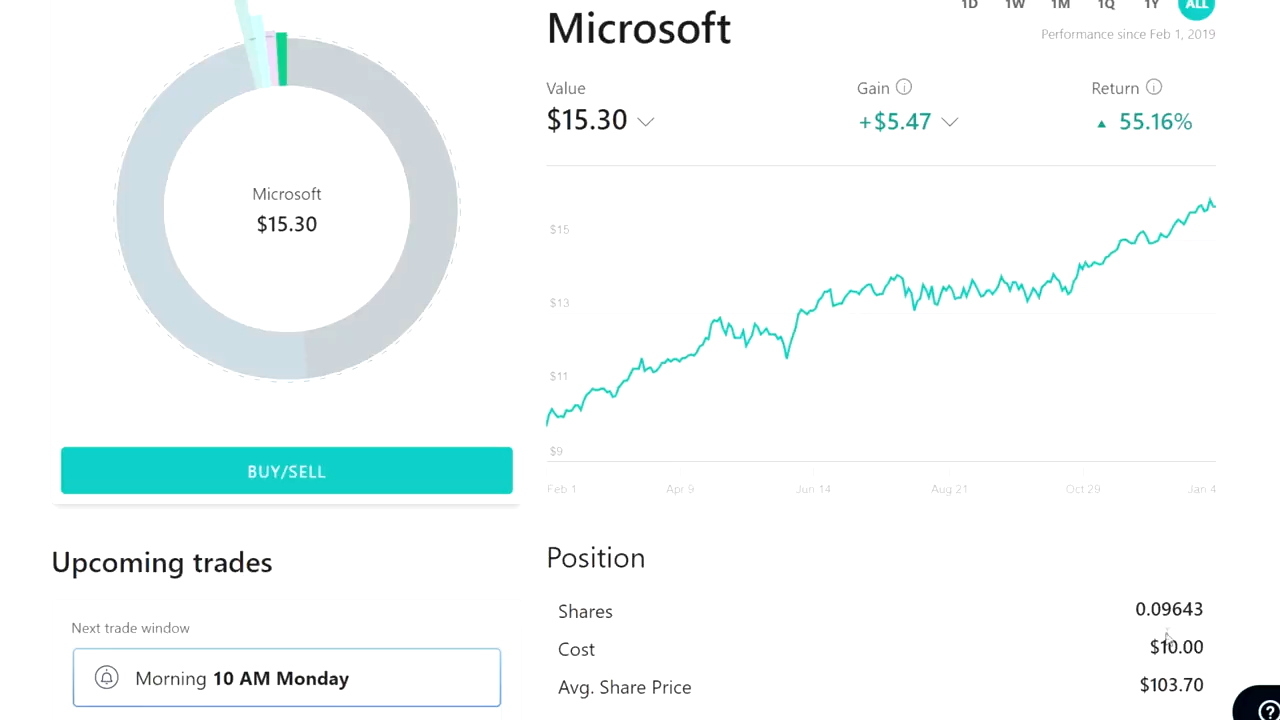 1D 1W 1M 1Q 1Y ALL
Microsoft
Performance since Feb 1, 2019
Value
$15.30
Gain
+$5.47
Return
55.16%
Microsoft
$15.30
$15
$13
$11
$9
Feb 1 Apr 9 Jun 14 Aug 21 Oct 29 Jan 4
BUY/SELL
Upcoming trades
Next trade window
Morning 10 AM Monday
Position
Shares 0.09643
Cost $10.00
Avg. Share Price $103.70
?